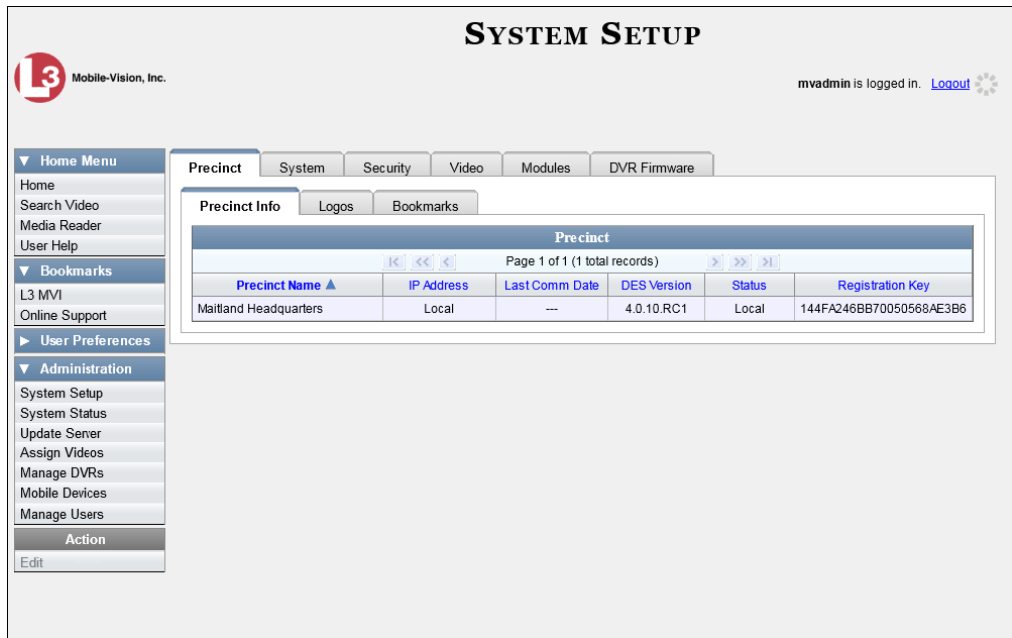 SYSTEM SETUP
L3 Mobile-Vision, Inc.
mvadmin is logged in. Logout
Home Menu
Home
Search Video
Media Reader
User Help
Bookmarks
L3 MVI
Online Support
User Preferences
Administration
System Setup
System Status
Update Server
Assign Videos
Manage DVRs
Mobile Devices
Manage Users
Action
Edit
Precinct System Security Video Modules DVR Firmware
Precinct Info Logos Bookmarks
Precinct
Page 1 of 1 (1 total records)
Precinct Name IP Address Last Comm Date DES Version Status Registration Key
Maitland Headquarters Local --- 4.0.10.RC1 Local 144FA246BB70050568AE3B6